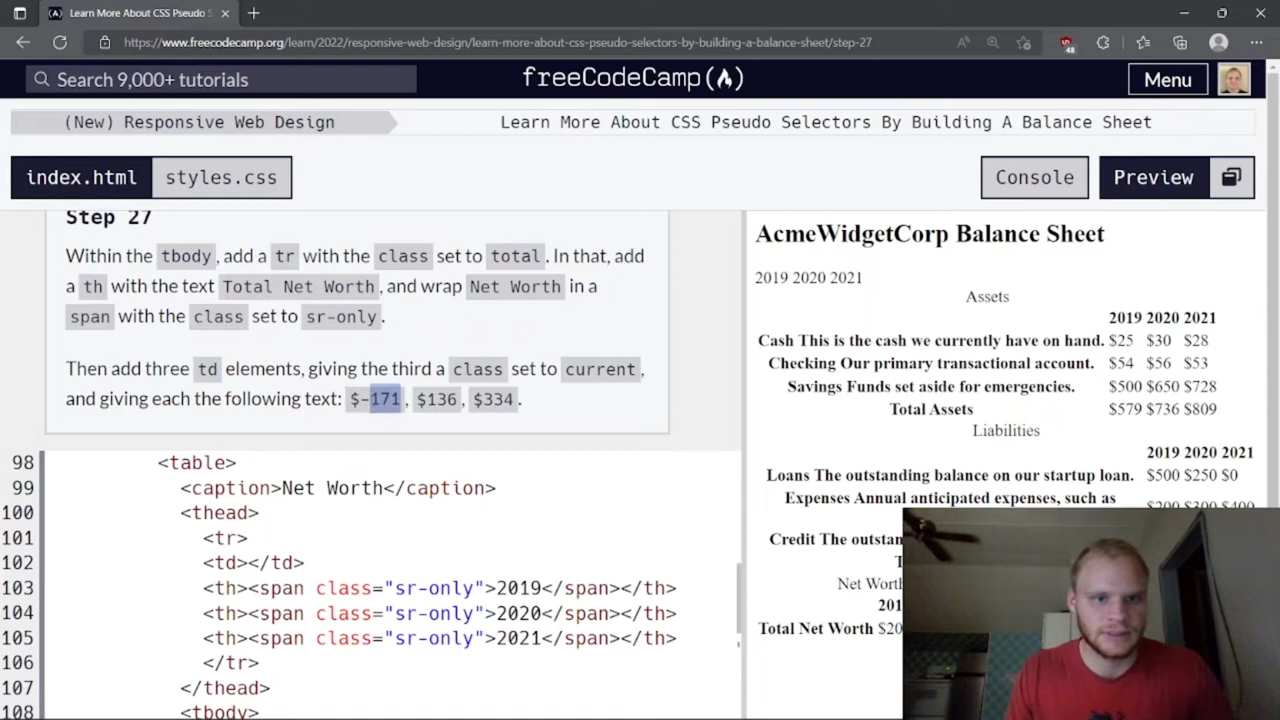 Learn More About CSS Pseudo S
https://www.freecodecamp.org/learn/2022/responsive-web-design/learn-more-about-css-pseudo-selectors-by-building-a-balance-sheet/step-27
48
Search 9,000+ tutorials
freeCodeCamp
Menu
(New) Responsive Web Design
Learn More About CSS Pseudo Selectors By Building A Balance Sheet
index.html
styles.css
Console
Preview
Step 27
Within the tbody, add a tr with the class set to total. In that, add
a th with the text Total Net Worth, and wrap Net Worth in a
span with the class set to sr-only.
Then add three td elements, giving the third a class set to current,
and giving each the following text: $-171, $136, $334.
98 <table>
99 <caption>Net Worth</caption>
100 <thead>
101 <tr>
102 <td></td>
103 <th><span class="sr-only">2019</span></th>
104 <th><span class="sr-only">2020</span></th>
105 <th><span class="sr-only">2021</span></th>
106 </tr>
107 </thead>
108 <tbody>
AcmeWidgetCorp Balance Sheet
2019 2020 2021
Assets
2019 2020 2021
Cash This is the cash we currently have on hand. $25 $30 $28
Checking Our primary transactional account. $54 $56 $53
Savings Funds set aside for emergencies. $500 $650 $728
Total Assets $579 $736 $809
Liabilities
2019 2020 2021
Loans The outstanding balance on our startup loan. $500 $250 $0
Expenses Annual anticipated expenses, such as
$200 $300 $400
Credit The outsta
T
Net Worth
201
Total Net Worth $20